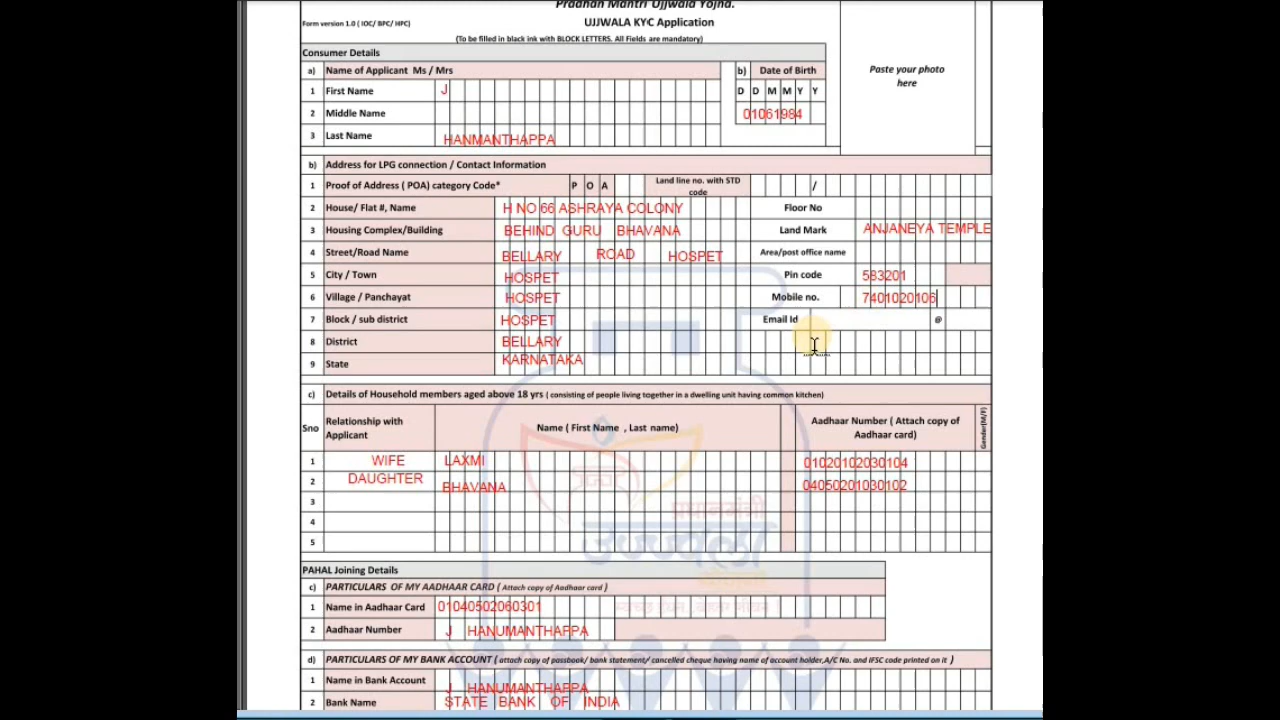 Pradhan Mantri Ujjwala Yojna.
Form version 1.0 ( IOC/ BPC/ HPC)
UJJWALA KYC Application
(To be filled in black ink with BLOCK LETTERS. All Fields are mandatory)
Consumer Details
a) Name of Applicant Ms / Mrs b) Date of Birth
Paste your photo here
1 First Name J D D M M Y Y
2 Middle Name 01061984
3 Last Name HANMANTHAPPA
b) Address for LPG connection / Contact Information
1 Proof of Address ( POA) category Code* P O A Land line no. with STD code /
2 House/ Flat #, Name H NO 66 ASHRAYA COLONY Floor No
3 Housing Complex/Building BEHIND GURU BHAVANA Land Mark ANJANEYA TEMPLE
4 Street/Road Name BELLARY ROAD HOSPET Area/post office name
5 City / Town HOSPET Pin code 583201
6 Village / Panchayat HOSPET Mobile no. 7401020106
7 Block / sub district HOSPET Email Id @
8 District BELLARY
9 State KARNATAKA
c) Details of Household members aged above 18 yrs ( consisting of people living together in a dwelling unit having common kitchen)
Sno Relationship with Applicant Name ( First Name , Last name) Aadhaar Number ( Attach copy of Aadhaar card) Gender(M/F)
1 WIFE LAXMI 01020102030104
2 DAUGHTER BHAVANA 04050201030102
3
4
5
प्रधानमंत्री
उज्ज्वला
योजना
PAHAL Joining Details
c) PARTICULARS OF MY AADHAAR CARD ( Attach copy of Aadhaar card )
1 Name in Aadhaar Card 01040502060301
2 Aadhaar Number J HANUMANTHAPPA
d) PARTICULARS OF MY BANK ACCOUNT ( attach copy of passbook/ bank statement/ cancelled cheque having name of account holder,A/C No. and IFSC code printed on it )
1 Name in Bank Account J HANUMANTHAPPA
2 Bank Name STATE BANK OF INDIA